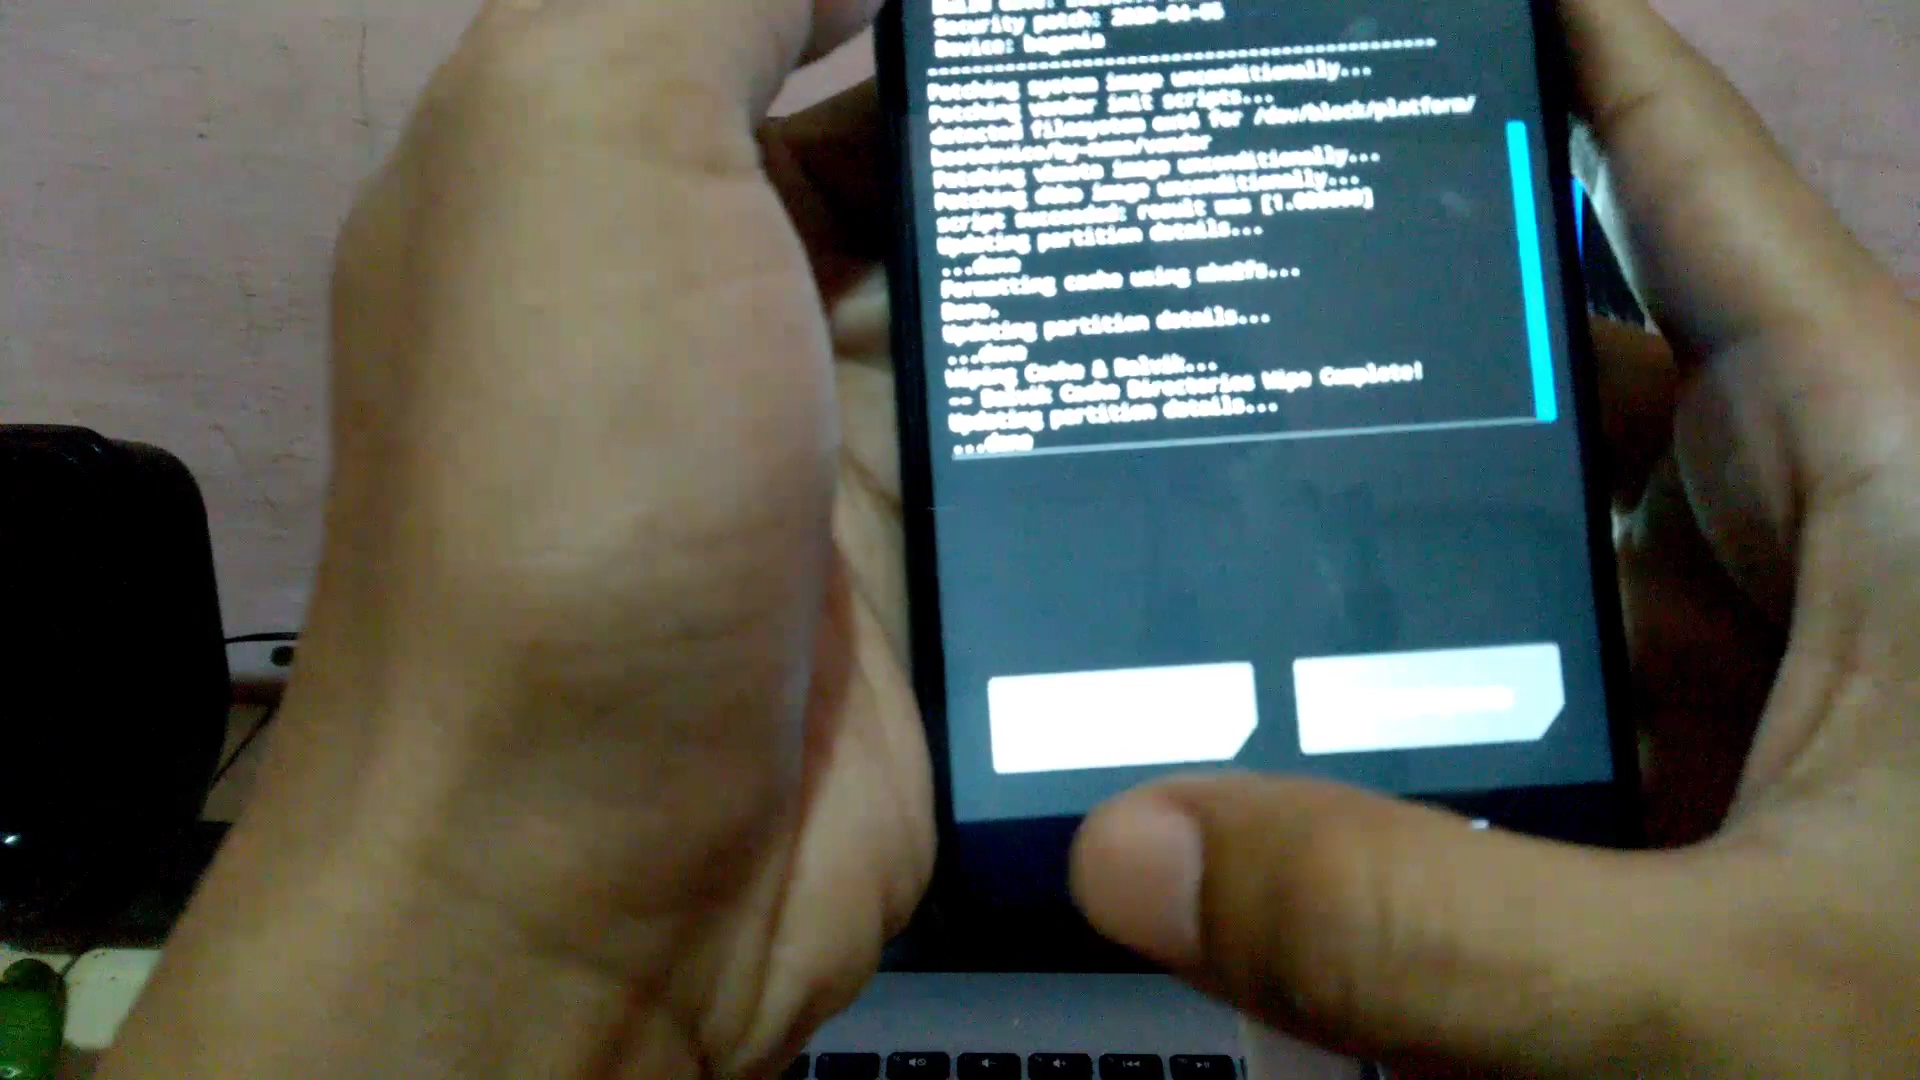 Security patch: 2020-04-05
Device: begonia
--------------------------------------------
Patching system image unconditionally...
Patching vendor init scripts...
detected filesystem ext4 for /dev/block/platform/
bootdevice/by-name/vendor
Patching vbmeta image unconditionally...
Patching dtbo image unconditionally...
script succeeded: result was [1.000000]
Updating partition details...
...done
Formatting cache using mke2fs...
Done.
Updating partition details...
...done
Wiping Cache & Dalvik...
-- Dalvik Cache Directories Wipe Complete!
Updating partition details...
...done